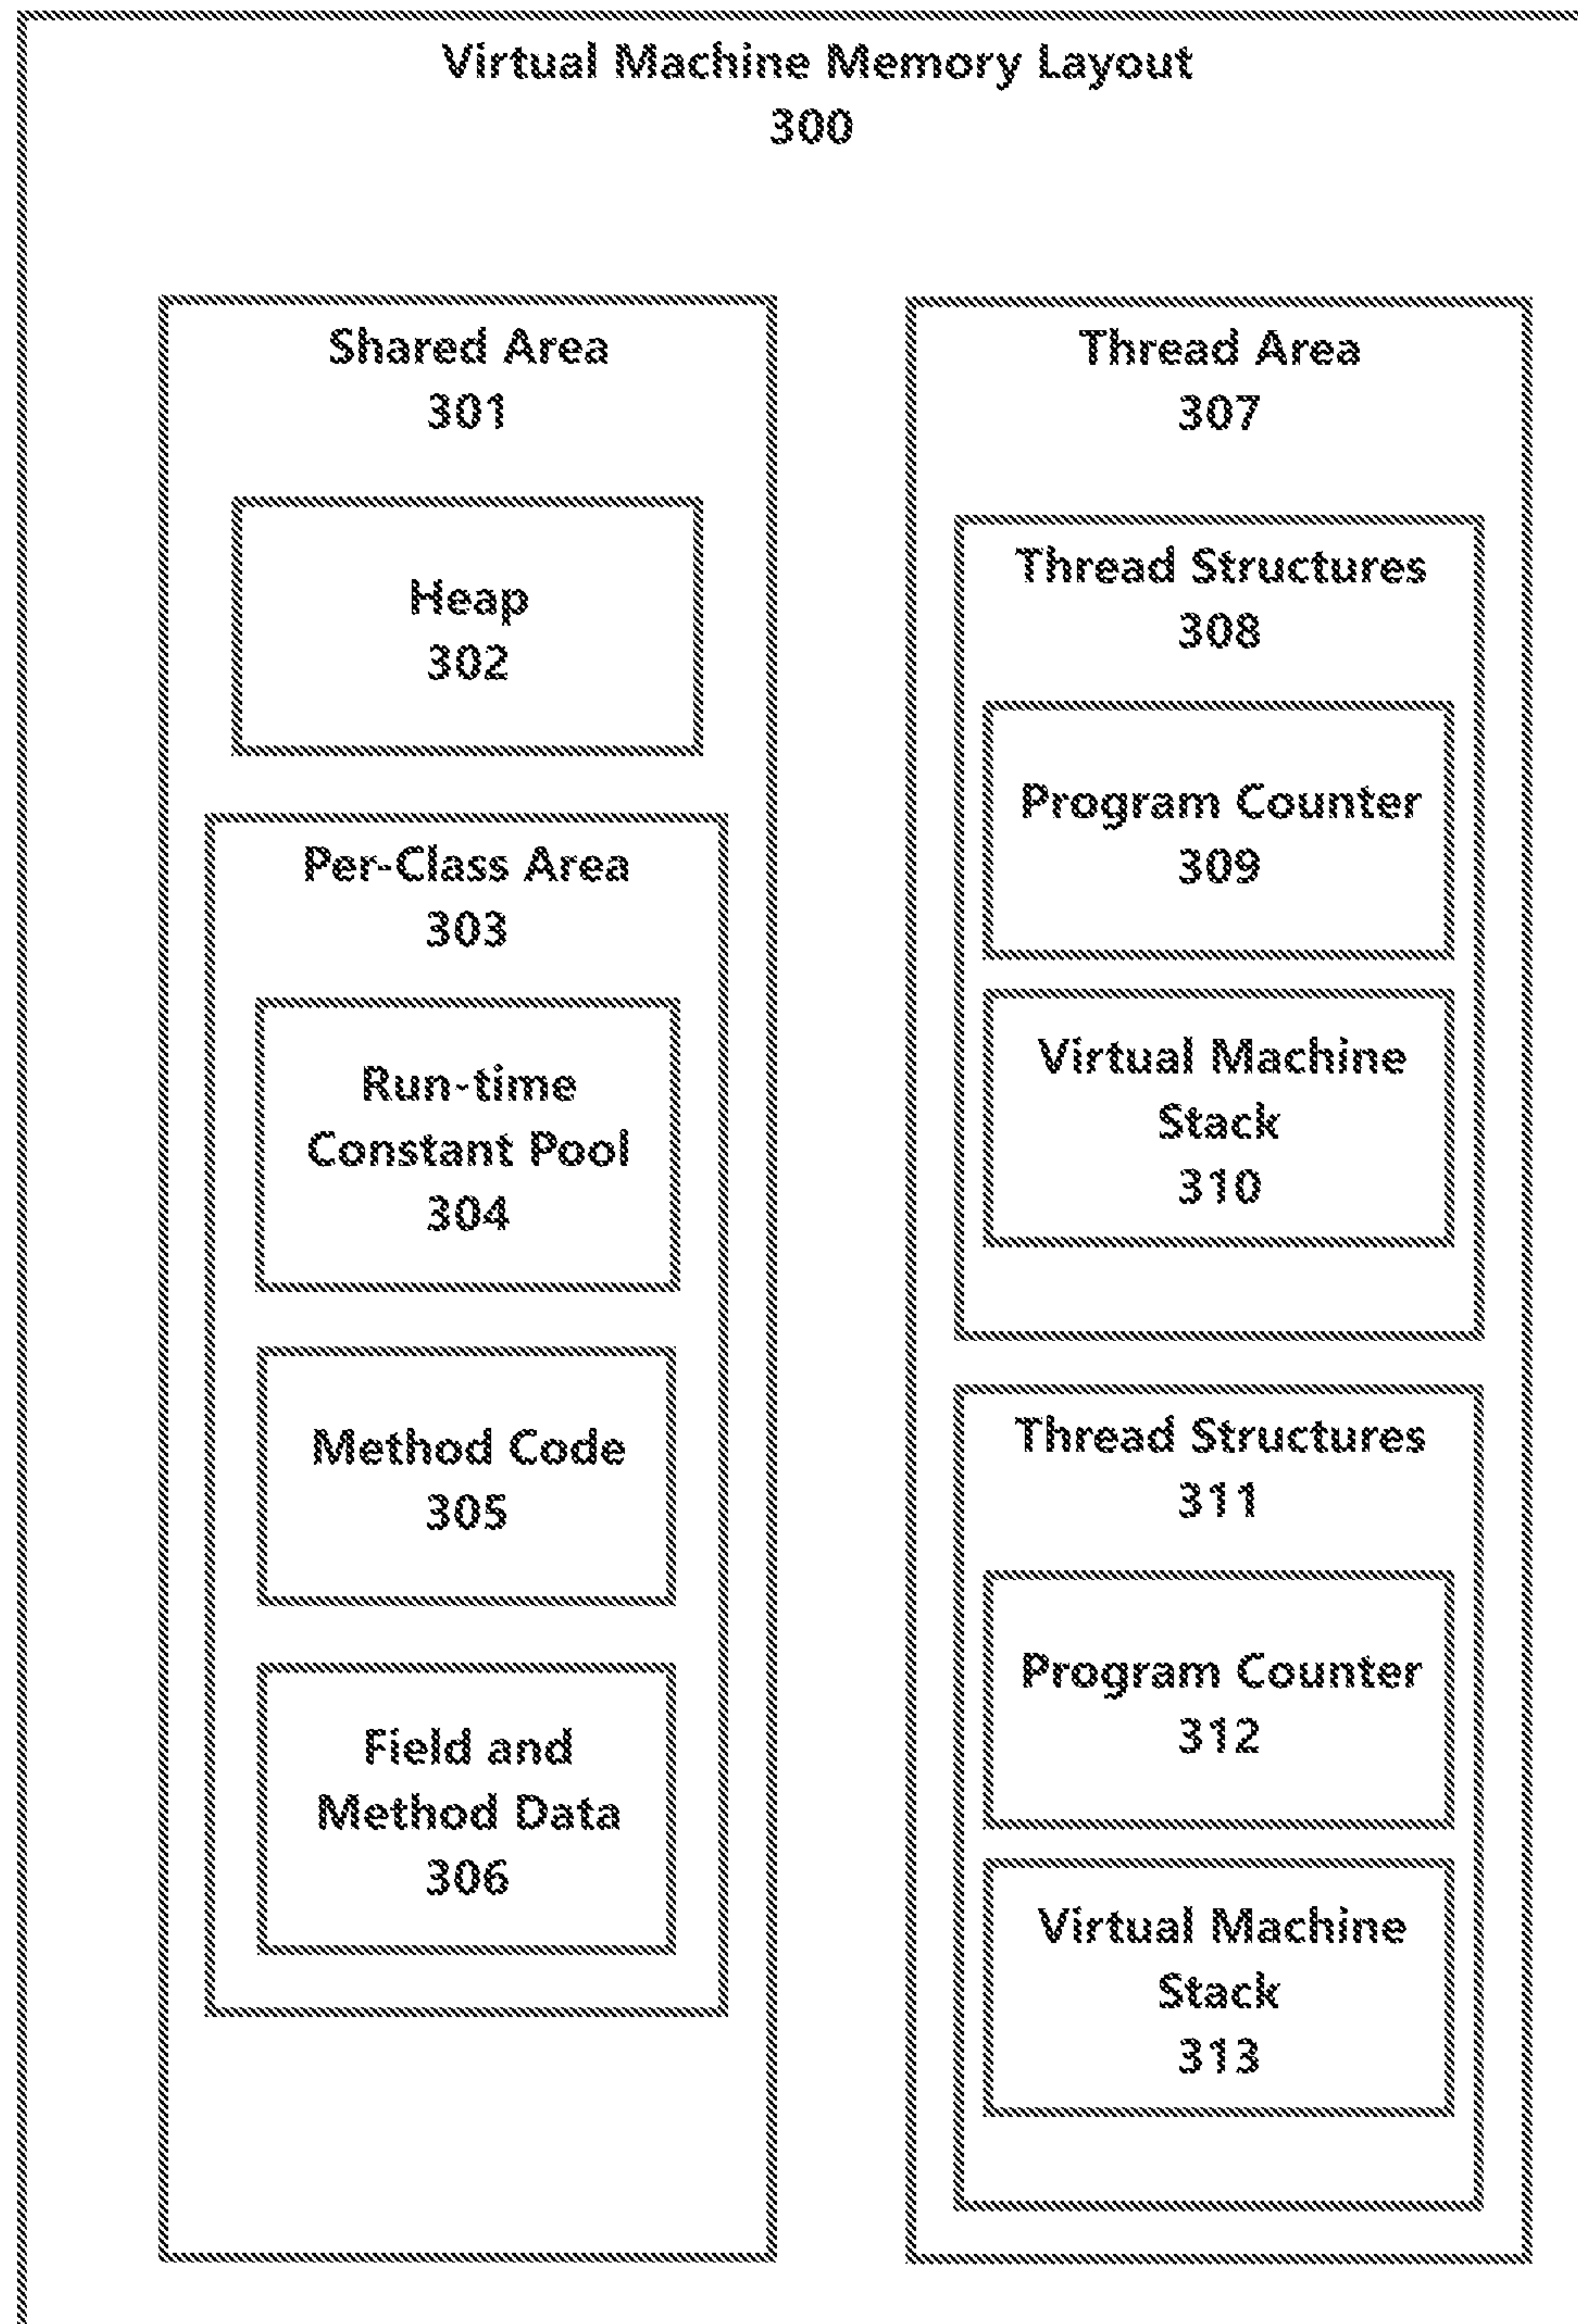 Virtual Machine Memory Layout
300
Shared Area
301
Heap
302
Per-Class Area
303
Run-time
Constant Pool
304
Method Code
305
Field and
Method Data
306
Thread Area
307
Thread Structures
308
Program Counter
309
Virtual Machine
Stack
310
Thread Structures
311
Program Counter
312
Virtual Machine
Stack
313